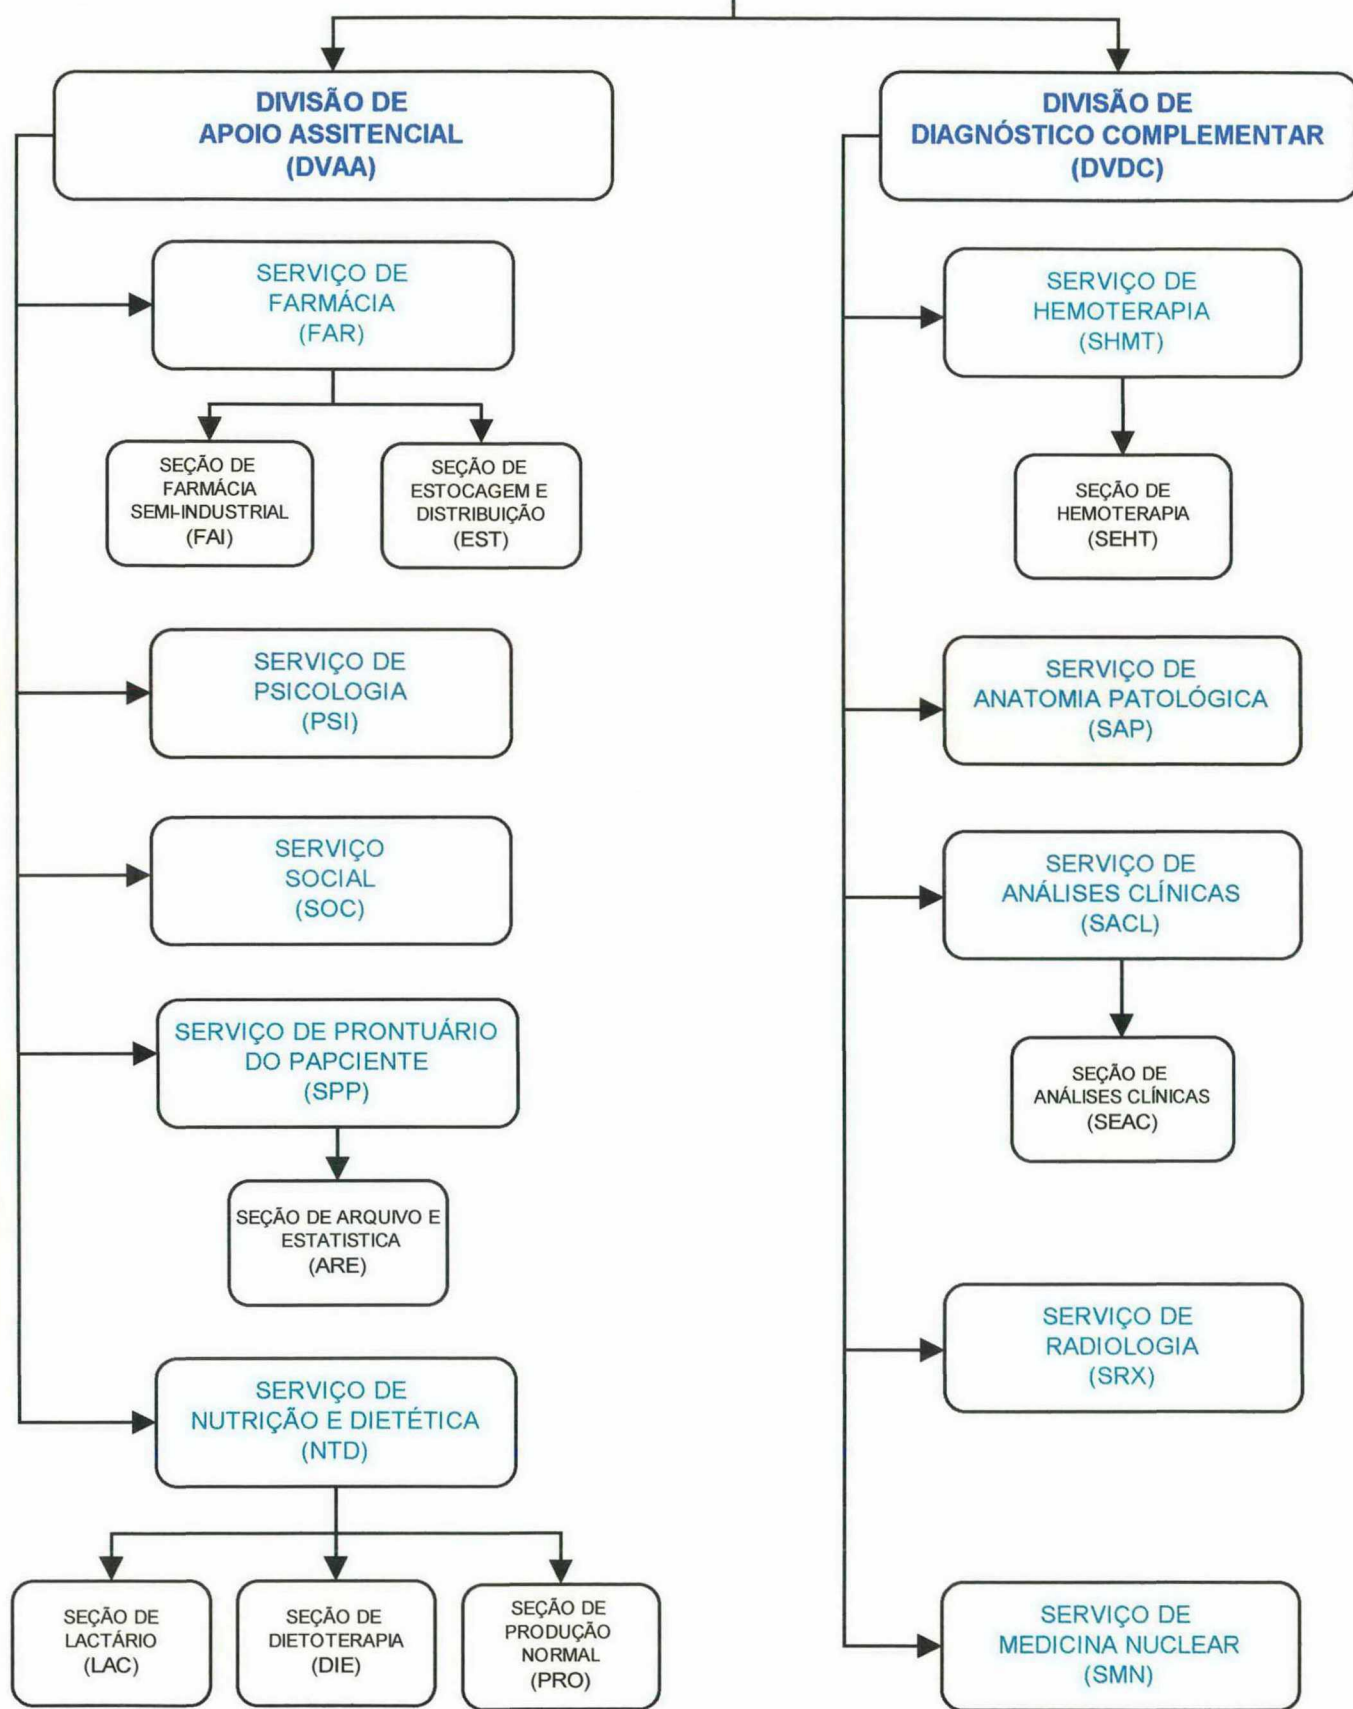 DIVISÃO DE
APOIO ASSITENCIAL
(DVAA)
SERVIÇO DE
FARMÁCIA
(FAR)
SEÇÃO DE
FARMÁCIA
SEMI-INDUSTRIAL
(FAI)
SEÇÃO DE
ESTOCAGEM E
DISTRIBUIÇÃO
(EST)
SERVIÇO DE
PSICOLOGIA
(PSI)
SERVIÇO
SOCIAL
(SOC)
SERVIÇO DE PRONTUÁRIO
DO PAPCIENTE
(SPP)
SEÇÃO DE ARQUIVO E
ESTATISTICA
(ARE)
SERVIÇO DE
NUTRIÇÃO E DIETÉTICA
(NTD)
SEÇÃO DE
LACTÁRIO
(LAC)
SEÇÃO DE
DIETOTERAPIA
(DIE)
SEÇÃO DE
PRODUÇÃO
NORMAL
(PRO)
DIVISÃO DE
DIAGNÓSTICO COMPLEMENTAR
(DVDC)
SERVIÇO DE
HEMOTERAPIA
(SHMT)
SEÇÃO DE
HEMOTERAPIA
(SEHT)
SERVIÇO DE
ANATOMIA PATOLÓGICA
(SAP)
SERVIÇO DE
ANÁLISES CLÍNICAS
(SACL)
SEÇÃO DE
ANÁLISES CLÍNICAS
(SEAC)
SERVIÇO DE
RADIOLOGIA
(SRX)
SERVIÇO DE
MEDICINA NUCLEAR
(SMN)